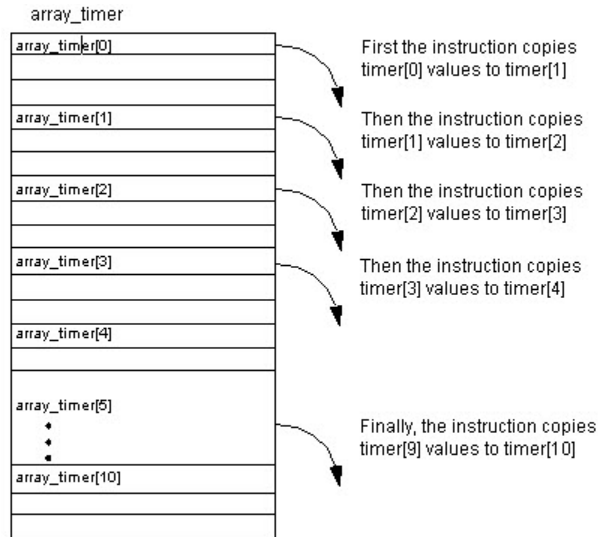 array_timer
array_timer[0]
First the instruction copies
timer[0] values to timer[1]
array_timer[1]
Then the instruction copies
timer[1] values to timer[2]
array_timer[2]
Then the instruction copies
timer[2] values to timer[3]
array_timer[3]
Then the instruction copies
timer[3] values to timer[4]
array_timer[4]
array_timer[5]
Finally, the instruction copies
timer[9] values to timer[10]
array_timer[10]